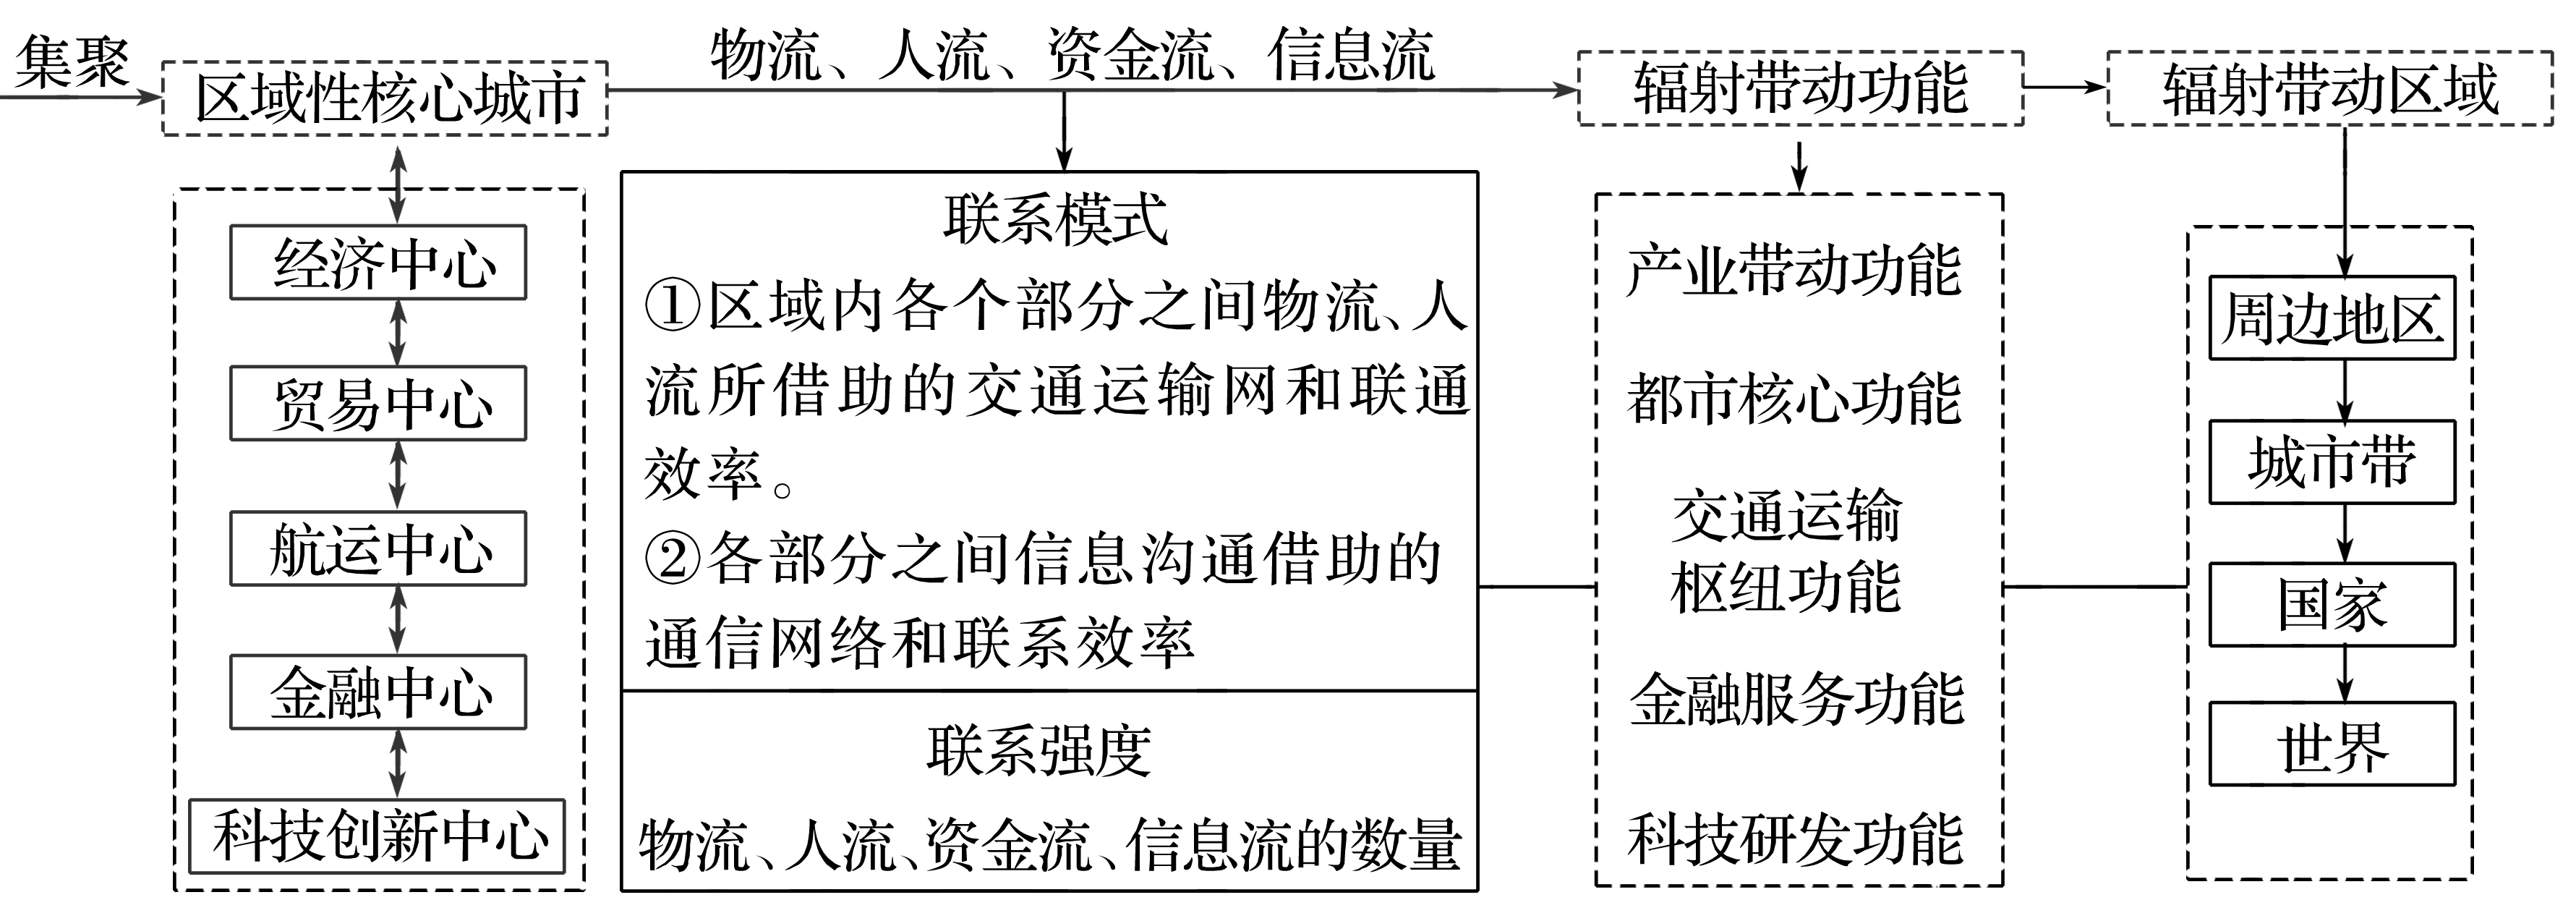 集聚
区域性核心城市
物流、人流、资金流、信息流
辐射带动功能
辐射带动区域
经济中心
贸易中心
航运中心
金融中心
科技创新中心
联系模式
①区域内各个部分之间物流、人
流所借助的交通运输网和联通
效率。
②各部分之间信息沟通借助的
通信网络和联系效率
联系强度
物流、人流、资金流、信息流的数量
产业带动功能
都市核心功能
交通运输
枢纽功能
金融服务功能
科技研发功能
周边地区
城市带
国家
世界